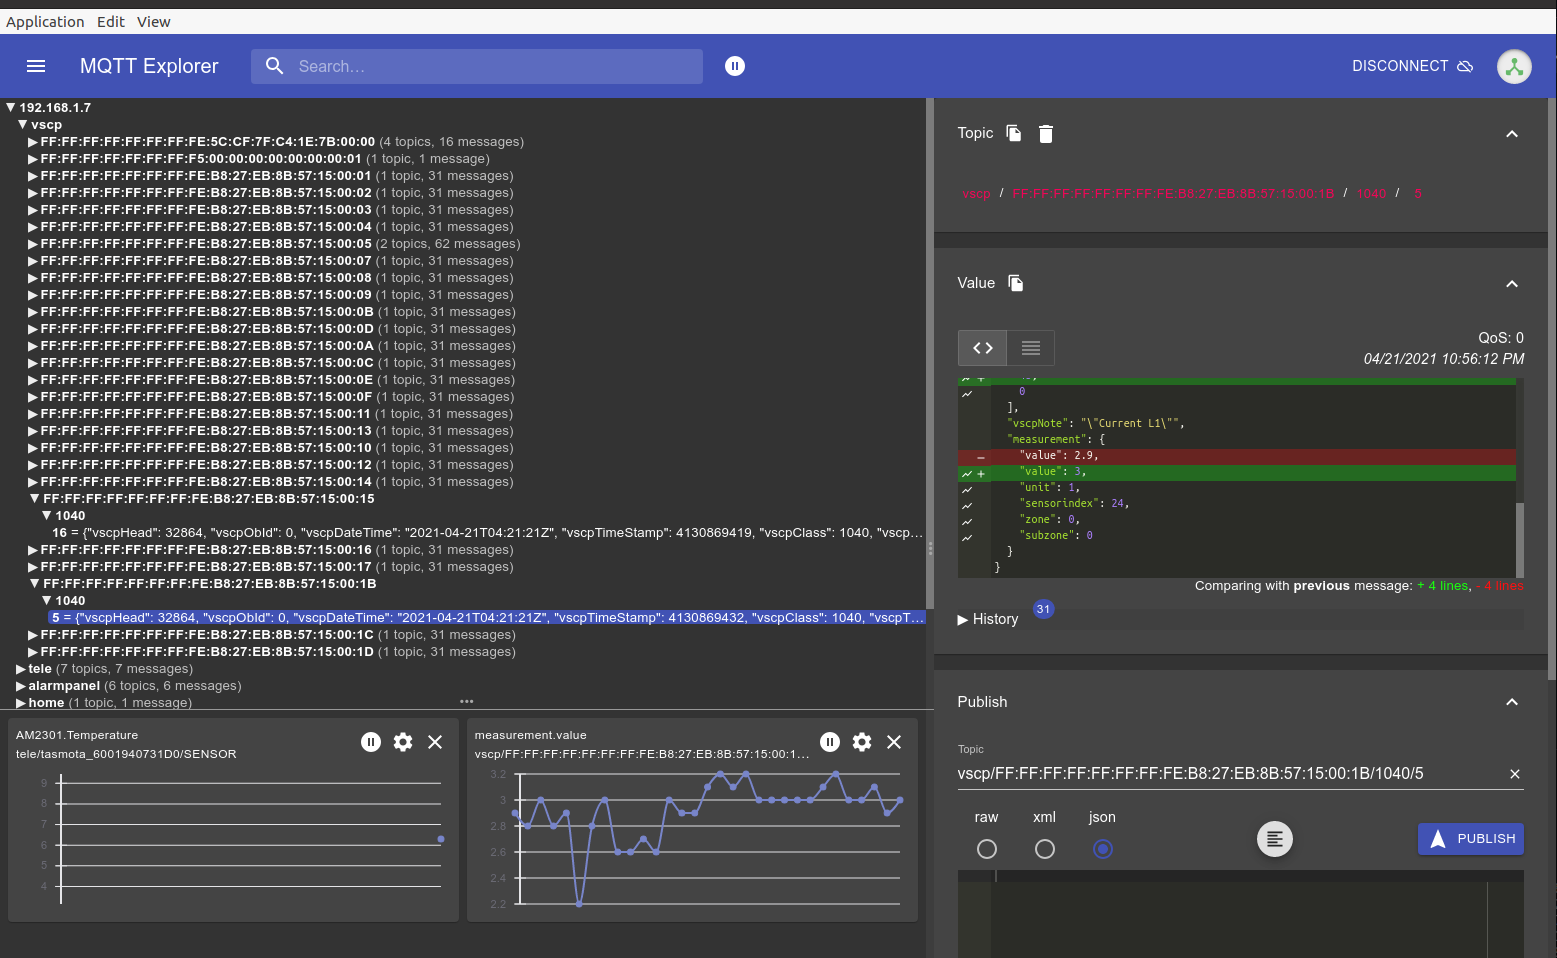 Application Edit View
MQTT Explorer
Search...
DISCONNECT
▼ 192.168.1.7
▼ vscp
▶ FF:FF:FF:FF:FF:FF:FF:FE:5C:CF:7F:C4:1E:7B:00:00 (4 topics, 16 messages)
▶ FF:FF:FF:FF:FF:FF:FF:F5:00:00:00:00:00:00:00:01 (1 topic, 1 message)
▶ FF:FF:FF:FF:FF:FF:FF:FE:B8:27:EB:8B:57:15:00:01 (1 topic, 31 messages)
▶ FF:FF:FF:FF:FF:FF:FF:FE:B8:27:EB:8B:57:15:00:02 (1 topic, 31 messages)
▶ FF:FF:FF:FF:FF:FF:FF:FE:B8:27:EB:8B:57:15:00:03 (1 topic, 31 messages)
▶ FF:FF:FF:FF:FF:FF:FF:FE:B8:27:EB:8B:57:15:00:04 (1 topic, 31 messages)
▶ FF:FF:FF:FF:FF:FF:FF:FE:B8:27:EB:8B:57:15:00:05 (2 topics, 62 messages)
▶ FF:FF:FF:FF:FF:FF:FF:FE:B8:27:EB:8B:57:15:00:07 (1 topic, 31 messages)
▶ FF:FF:FF:FF:FF:FF:FF:FE:B8:27:EB:8B:57:15:00:08 (1 topic, 31 messages)
▶ FF:FF:FF:FF:FF:FF:FF:FE:B8:27:EB:8B:57:15:00:09 (1 topic, 31 messages)
▶ FF:FF:FF:FF:FF:FF:FF:FE:B8:27:EB:8B:57:15:00:0B (1 topic, 31 messages)
▶ FF:FF:FF:FF:FF:FF:FF:FE:B8:27:EB:8B:57:15:00:0D (1 topic, 31 messages)
▶ FF:FF:FF:FF:FF:FF:FF:FE:B8:27:EB:8B:57:15:00:0A (1 topic, 31 messages)
▶ FF:FF:FF:FF:FF:FF:FF:FE:B8:27:EB:8B:57:15:00:0C (1 topic, 31 messages)
▶ FF:FF:FF:FF:FF:FF:FF:FE:B8:27:EB:8B:57:15:00:0E (1 topic, 31 messages)
▶ FF:FF:FF:FF:FF:FF:FF:FE:B8:27:EB:8B:57:15:00:0F (1 topic, 31 messages)
▶ FF:FF:FF:FF:FF:FF:FF:FE:B8:27:EB:8B:57:15:00:11 (1 topic, 31 messages)
▶ FF:FF:FF:FF:FF:FF:FF:FE:B8:27:EB:8B:57:15:00:13 (1 topic, 31 messages)
▶ FF:FF:FF:FF:FF:FF:FF:FE:B8:27:EB:8B:57:15:00:10 (1 topic, 31 messages)
▶ FF:FF:FF:FF:FF:FF:FF:FE:B8:27:EB:8B:57:15:00:12 (1 topic, 31 messages)
▶ FF:FF:FF:FF:FF:FF:FF:FE:B8:27:EB:8B:57:15:00:14 (1 topic, 31 messages)
▼ FF:FF:FF:FF:FF:FF:FF:FE:B8:27:EB:8B:57:15:00:15
▼ 1040
16 = {"vscpHead": 32864, "vscpObId": 0, "vscpDateTime": "2021-04-21T04:21:21Z", "vscpTimeStamp": 4130869419, "vscpClass": 1040, "vscp...
▶ FF:FF:FF:FF:FF:FF:FF:FE:B8:27:EB:8B:57:15:00:16 (1 topic, 31 messages)
▶ FF:FF:FF:FF:FF:FF:FF:FE:B8:27:EB:8B:57:15:00:17 (1 topic, 31 messages)
▼ FF:FF:FF:FF:FF:FF:FF:FE:B8:27:EB:8B:57:15:00:1B
▼ 1040
5 = {"vscpHead": 32864, "vscpObId": 0, "vscpDateTime": "2021-04-21T04:21:21Z", "vscpTimeStamp": 4130869432, "vscpClass": 1040, "vscpT...
▶ FF:FF:FF:FF:FF:FF:FF:FE:B8:27:EB:8B:57:15:00:1C (1 topic, 31 messages)
▶ FF:FF:FF:FF:FF:FF:FF:FE:B8:27:EB:8B:57:15:00:1D (1 topic, 31 messages)
▶ tele (7 topics, 7 messages)
▶ alarmpanel (6 topics, 6 messages)
▶ home (1 topic, 1 message)
AM2301.Temperature
tele/tasmota_6001940731D0/SENSOR
9
8
7
6
5
4
measurement.value
vscp/FF:FF:FF:FF:FF:FF:FF:FE:B8:27:EB:8B:57:15:00:1...
3.2
3
2.8
2.6
2.4
2.2
Topic
vscp / FF:FF:FF:FF:FF:FF:FF:FE:B8:27:EB:8B:57:15:00:1B / 1040 / 5
Value
QoS: 0
04/21/2021 10:56:12 PM
0
],
"vscpNote": "\"Current L1\"",
"measurement": {
- "value": 2.9,
+ "value": 3,
"unit": 1,
"sensorindex": 24,
"zone": 0,
"subzone": 0
}
}
Comparing with previous message: + 4 lines, - 4 lines
▶ History 31
Publish
Topic
vscp/FF:FF:FF:FF:FF:FF:FF:FE:B8:27:EB:8B:57:15:00:1B/1040/5
raw xml json
PUBLISH